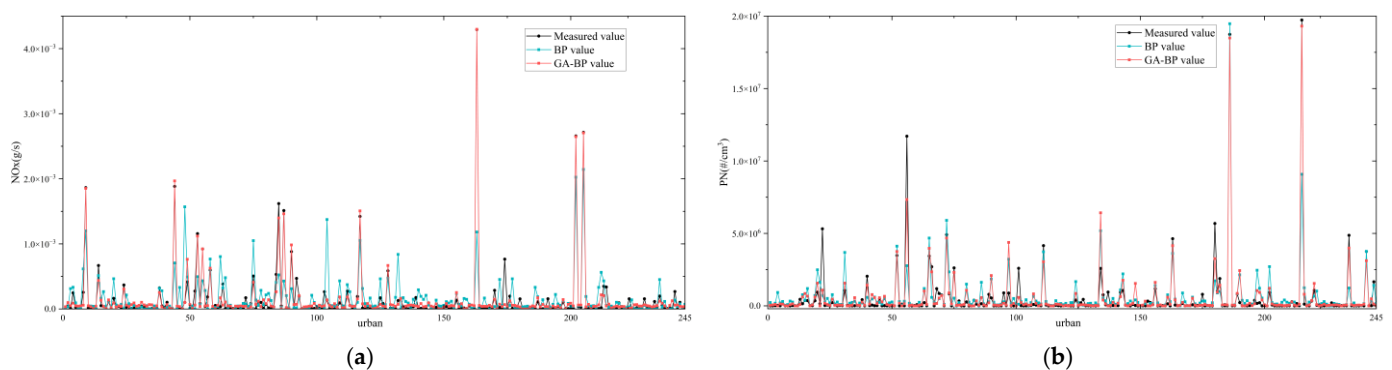 4.0×10⁻³
3.0×10⁻³
2.0×10⁻³
1.0×10⁻³
0.0
NOx(g/s)
Measured value
BP value
GA-BP value
0 50 100 150 200 245
urban
(a)
2.0×10⁷
1.5×10⁷
1.0×10⁷
5.0×10⁶
0.0
PN(#/cm³)
Measured value
BP value
GA-BP value
0 50 100 150 200 245
urban
(b)